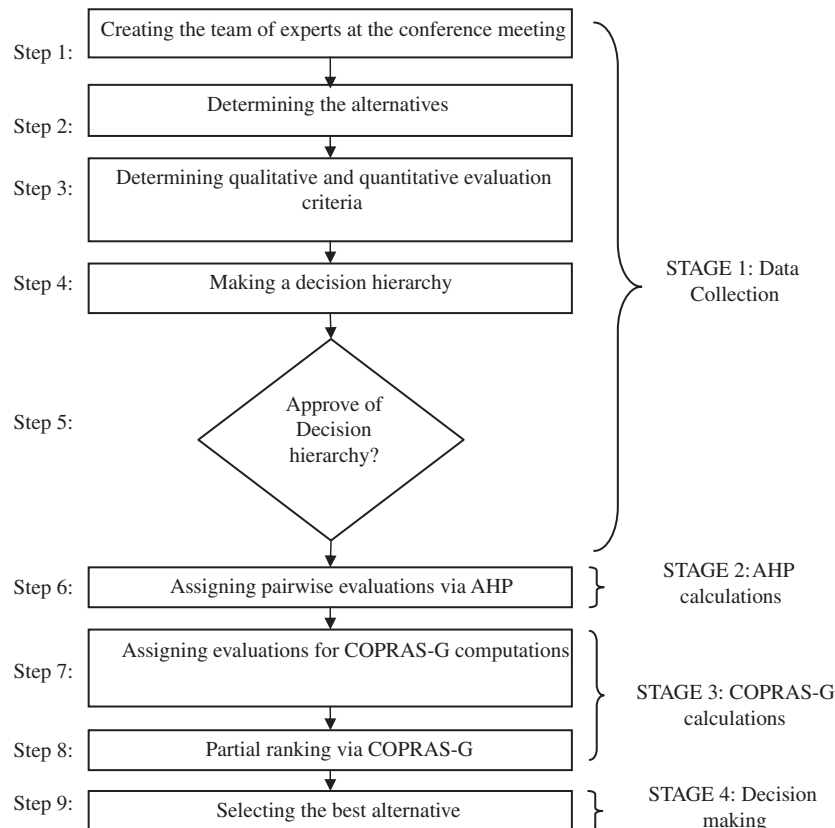 Creating the team of experts at the conference meeting
Step 1:
Determining the alternatives
Step 2:
Determining qualitative and quantitative evaluation
criteria
Step 3:
Making a decision hierarchy
Step 4:
STAGE 1: Data
Collection
Approve of
Decision
hierarchy?
Step 5:
Assigning pairwise evaluations via AHP
Step 6:
STAGE 2: AHP
calculations
Assigning evaluations for COPRAS-G computations
Step 7:
STAGE 3: COPRAS-G
calculations
Partial ranking via COPRAS-G
Step 8:
Selecting the best alternative
Step 9:
STAGE 4: Decision
making